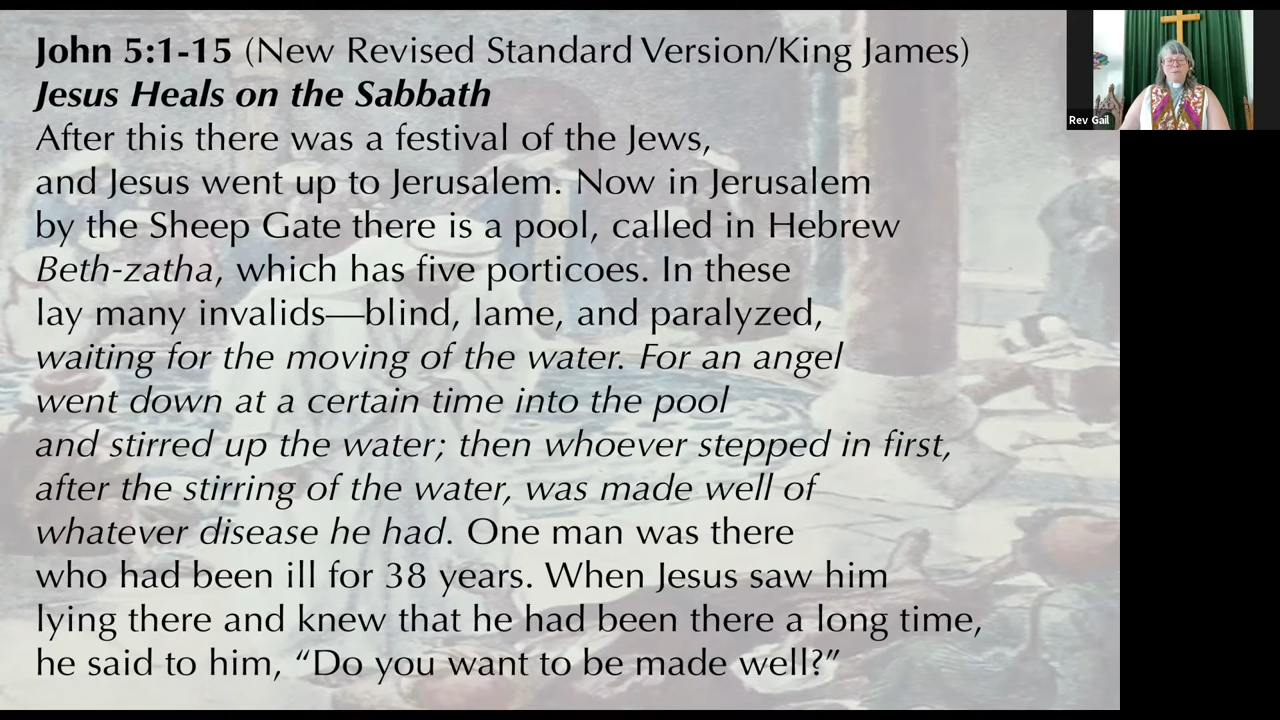 John 5:1-15 (New Revised Standard Version/King James)
Jesus Heals on the Sabbath
After this there was a festival of the Jews,
and Jesus went up to Jerusalem. Now in Jerusalem
by the Sheep Gate there is a pool, called in Hebrew
Beth-zatha, which has five porticoes. In these
lay many invalids—blind, lame, and paralyzed,
waiting for the moving of the water. For an angel
went down at a certain time into the pool
and stirred up the water; then whoever stepped in first,
after the stirring of the water, was made well of
whatever disease he had. One man was there
who had been ill for 38 years. When Jesus saw him
lying there and knew that he had been there a long time,
he said to him, “Do you want to be made well?”
Rev Gail